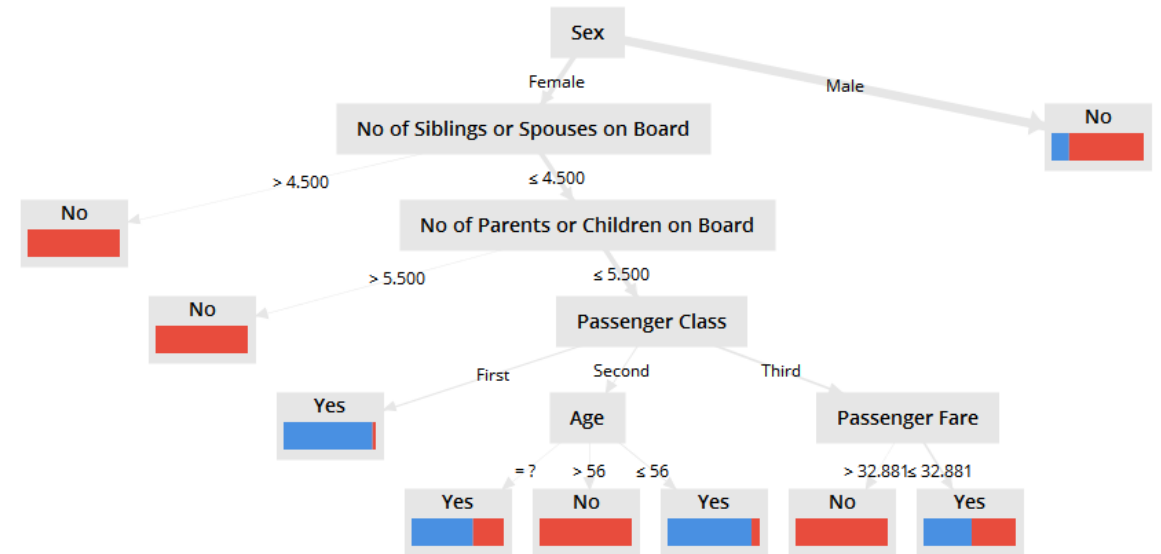 Sex
Female
Male
No of Siblings or Spouses on Board
No
> 4.500
≤ 4.500
No
No of Parents or Children on Board
> 5.500
≤ 5.500
No
Passenger Class
First
Second
Third
Yes
Age
Passenger Fare
= ?
> 56
≤ 56
> 32.881
≤ 32.881
Yes
No
Yes
No
Yes